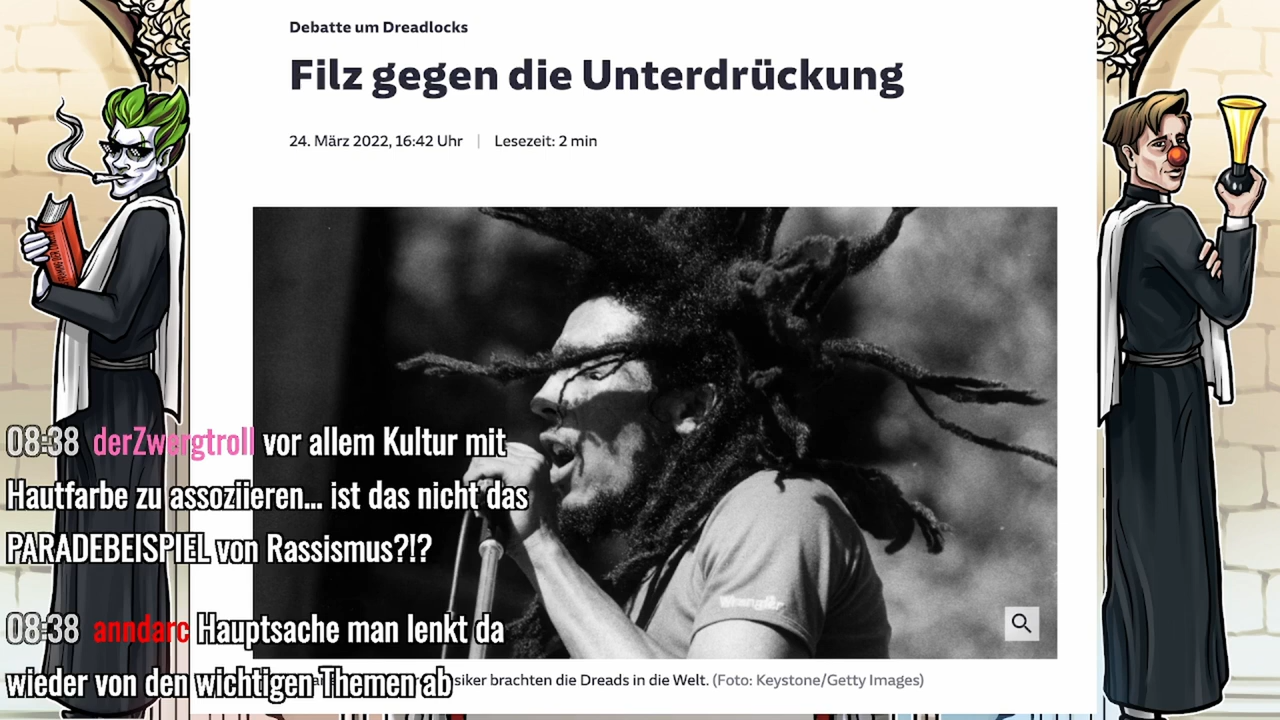 Debatte um Dreadlocks
Filz gegen die Unterdrückung
24. März 2022, 16:42 Uhr | Lesezeit: 2 min
Wrangler
08:38 derZwergtroll vor allem Kultur mit
Hautfarbe zu assoziieren... ist das nicht das
PARADEBEISPIEL von Rassismus?!?
08:38 anndarc Hauptsache man lenkt da
wieder von den wichtigen Themen ab
brachten die Dreads in die Welt. (Foto: Keystone/Getty Images)